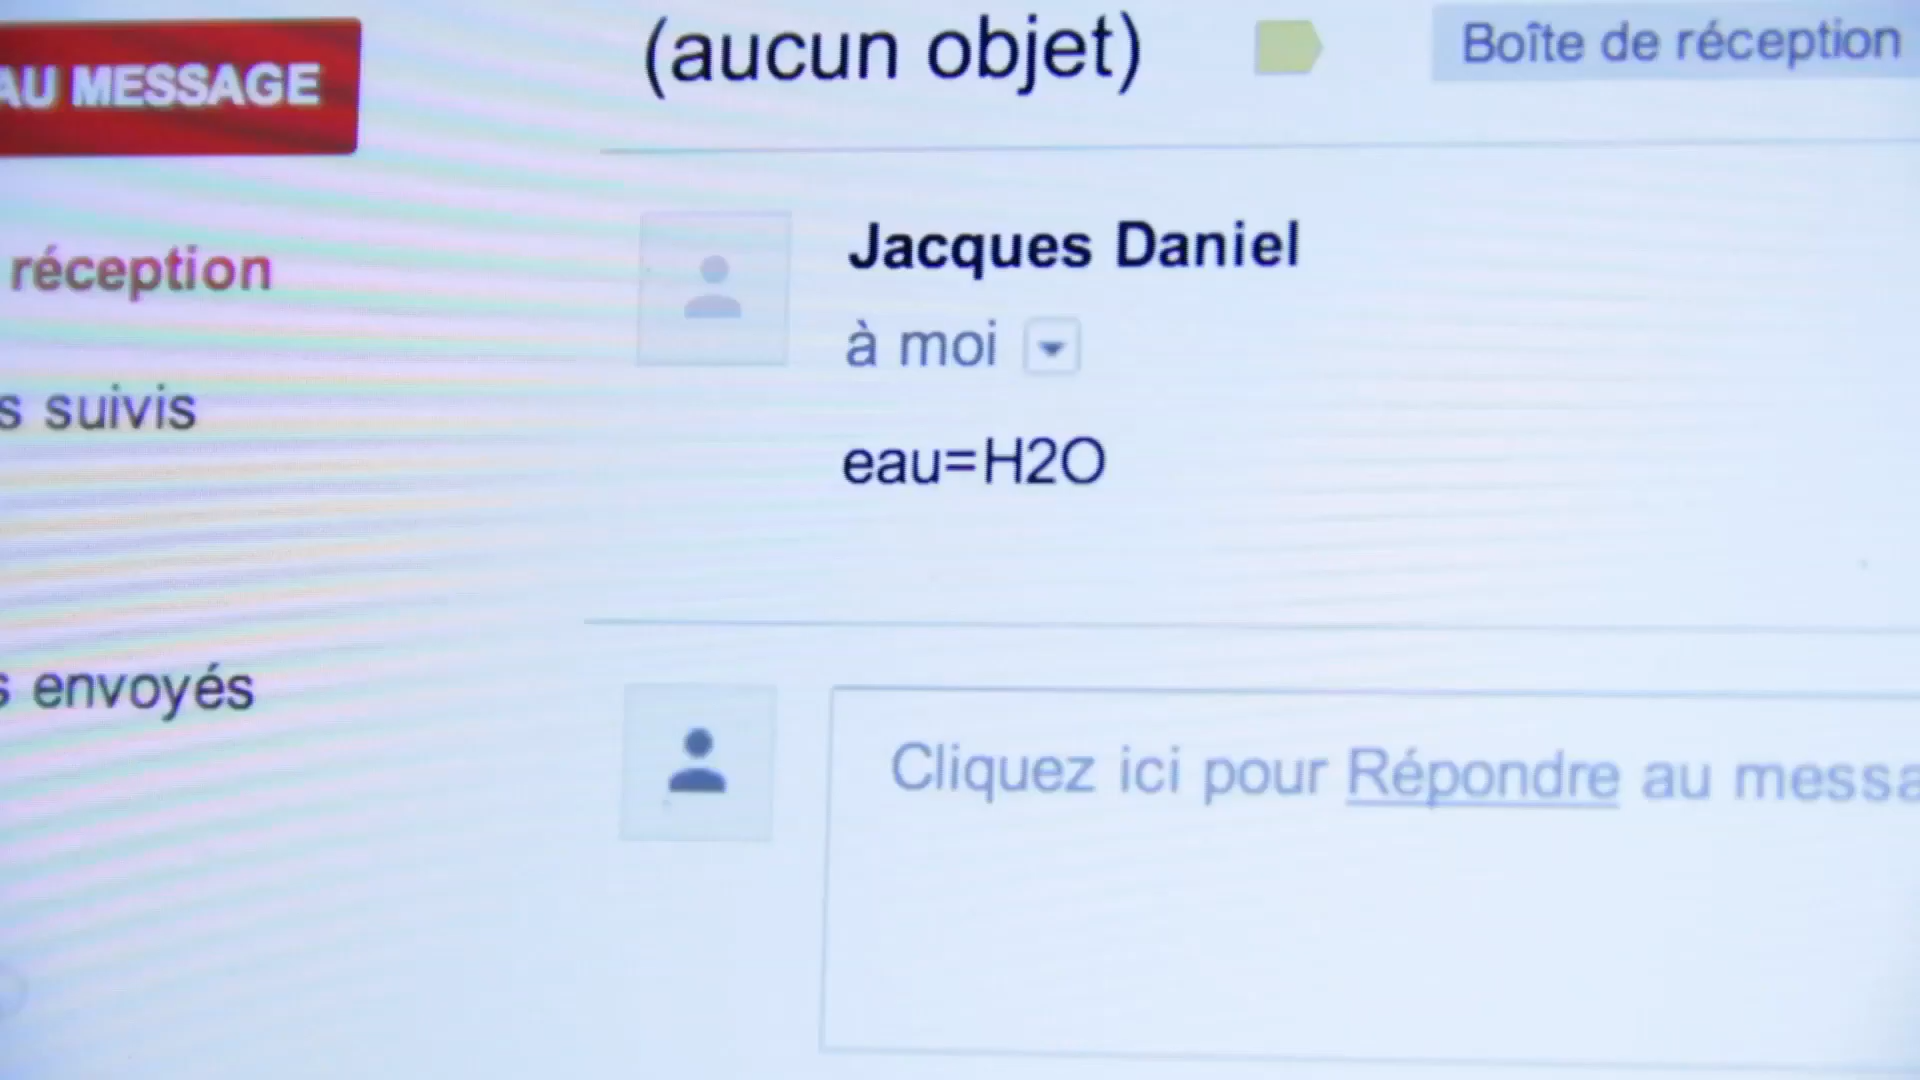 (aucun objet)
Boîte de réception
AU MESSAGE
Jacques Daniel
à moi
réception
s suivis
eau=H2O
s envoyés
Cliquez ici pour Répondre au messa